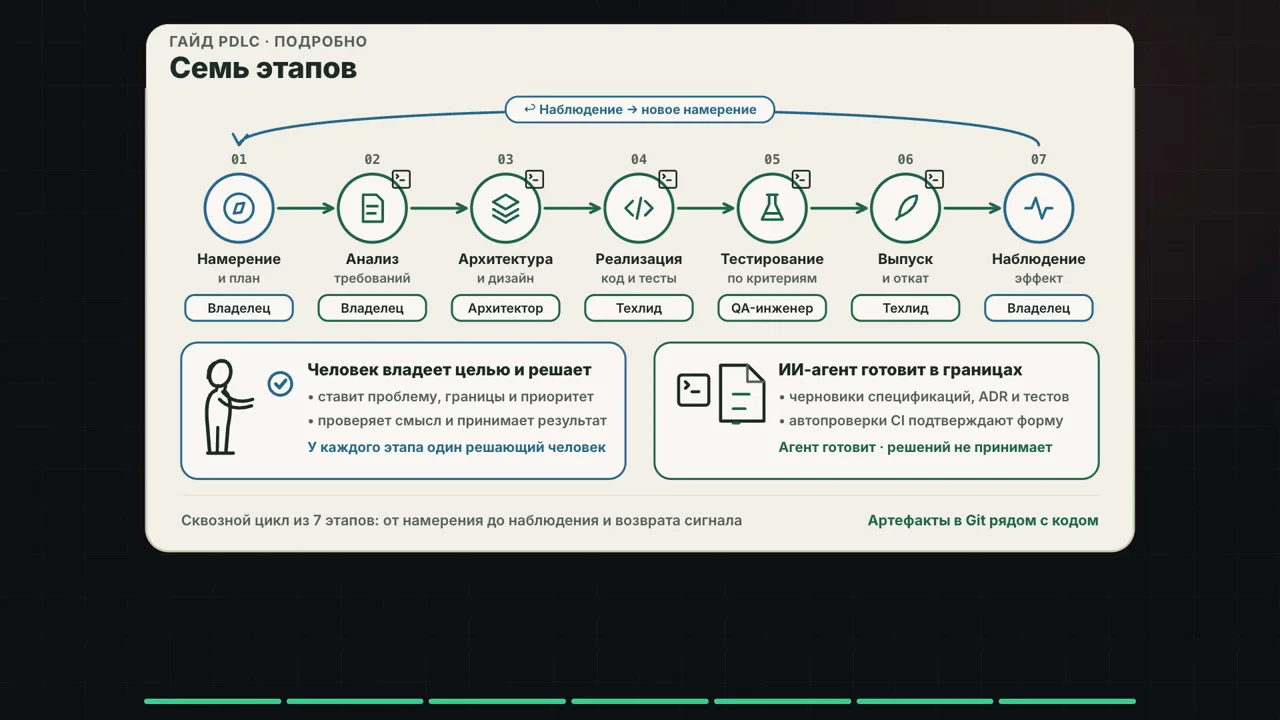 ГАЙД PDLC · ПОДРОБНО
Семь этапов
↩ Наблюдение → новое намерение
01 02 03 04 05 06 07
Намерение Анализ Архитектура Реализация Тестирование Выпуск Наблюдение
и план требований и дизайн код и тесты по критериям и откат эффект
Владелец Владелец Архитектор Техлид QA-инженер Техлид Владелец
Человек владеет целью и решает
• ставит проблему, границы и приоритет
• проверяет смысл и принимает результат
У каждого этапа один решающий человек
ИИ-агент готовит в границах
• черновики спецификаций, ADR и тестов
• автопроверки CI подтверждают форму
Агент готовит · решений не принимает
Сквозной цикл из 7 этапов: от намерения до наблюдения и возврата сигнала
Артефакты в Git рядом с кодом